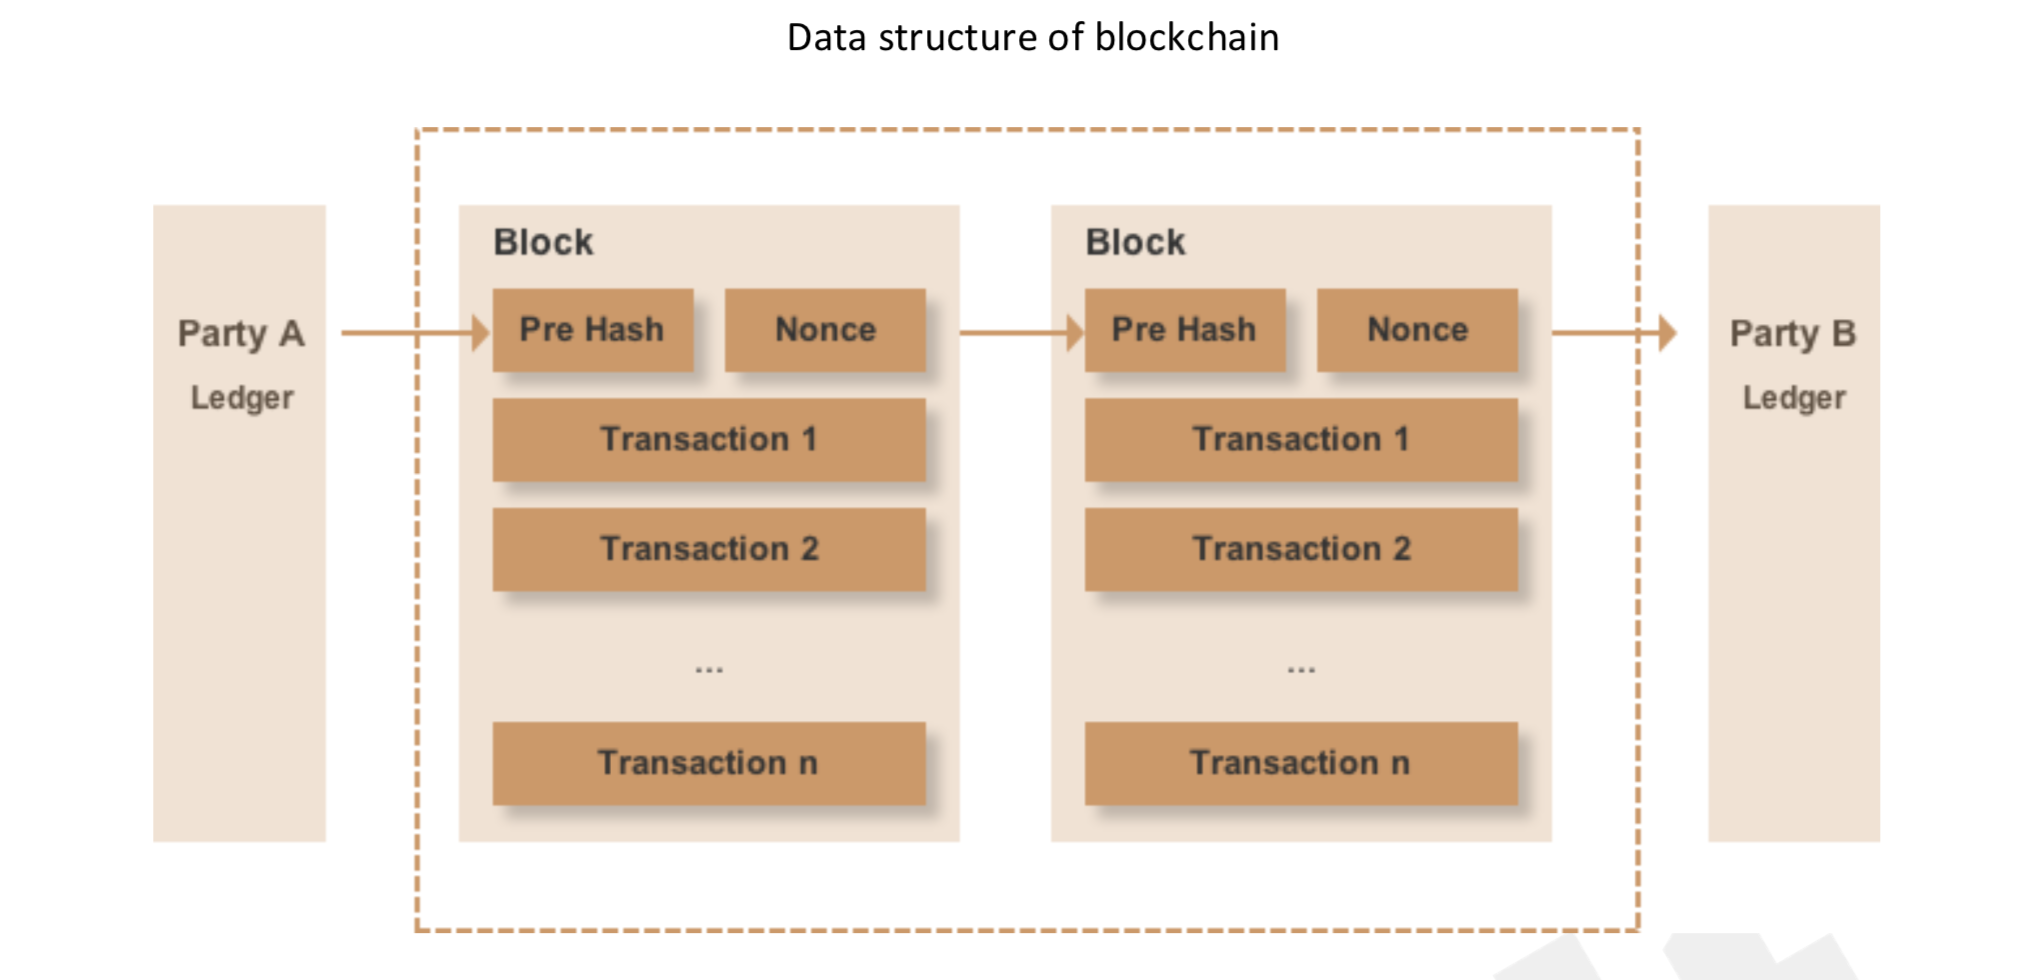 Data structure of blockchain
Party A
Ledger
Block
Pre Hash
Nonce
Transaction 1
Transaction 2
...
Transaction n
Block
Pre Hash
Nonce
Transaction 1
Transaction 2
...
Transaction n
Party B
Ledger